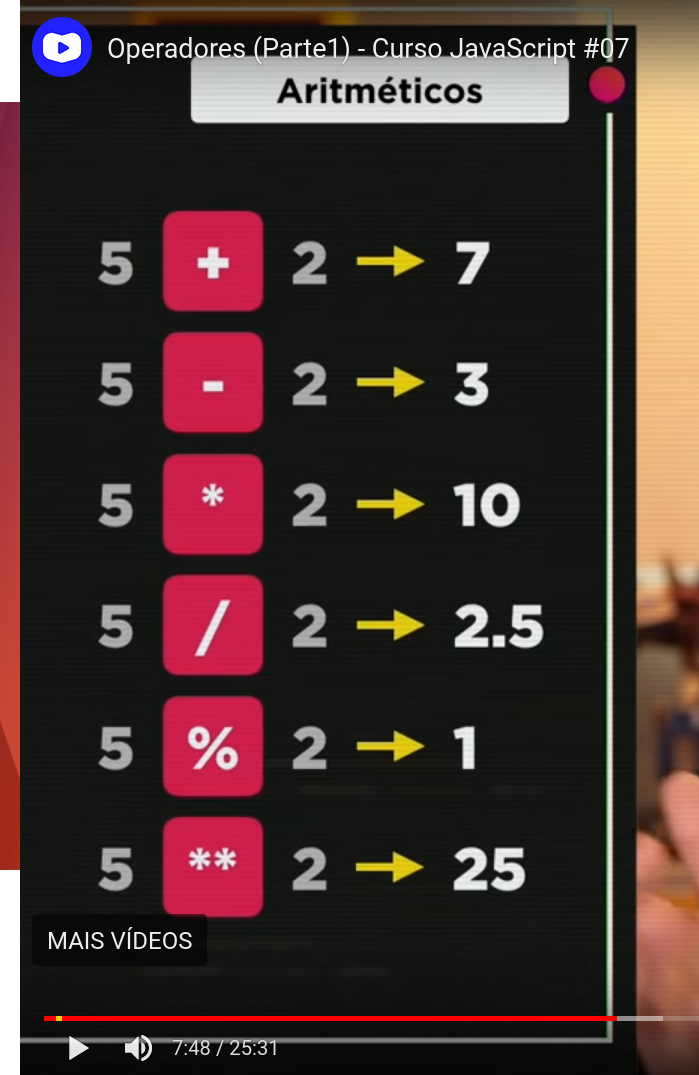 Operadores (Parte1) - Curso JavaScript #07
Aritméticos
5 + 2 7
5 - 2 3
5 * 2 10
5 / 2 2.5
5 % 2 1
5 ** 2 25
MAIS VÍDEOS
7:48 / 25:31